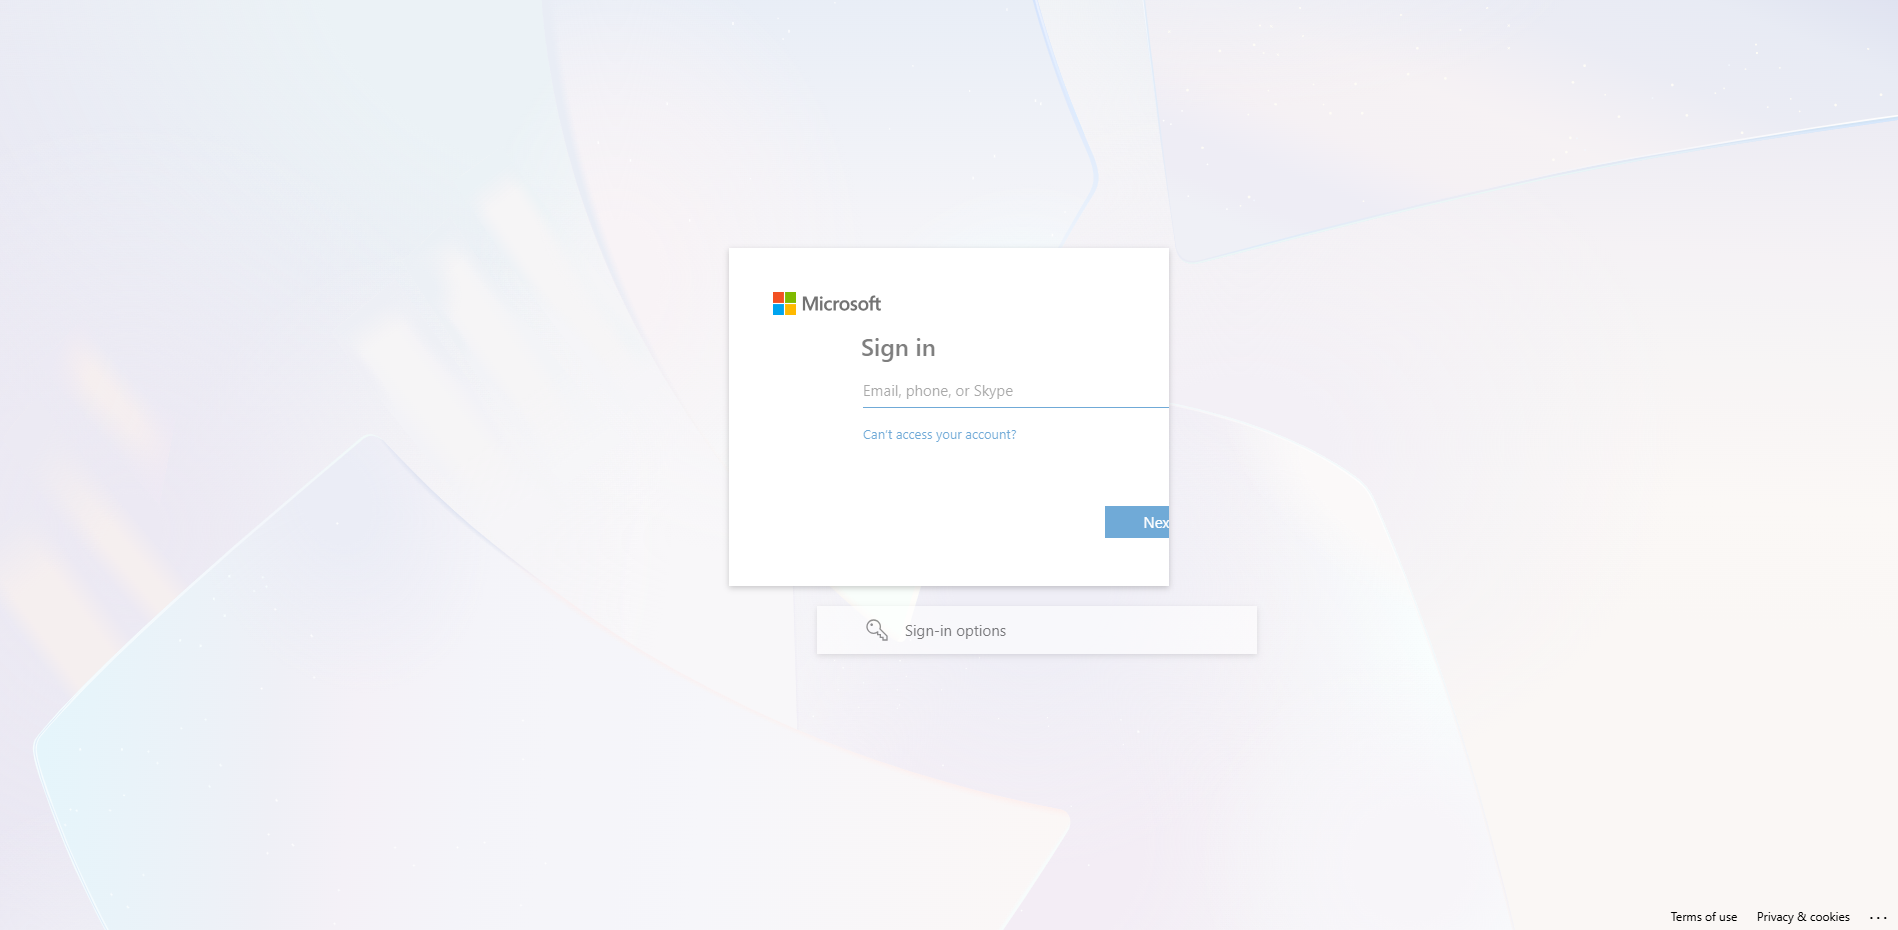 Microsoft
Sign in
Email, phone, or Skype
Can't access your account?
Nex
Sign-in options
Terms of use
Privacy & cookies
...